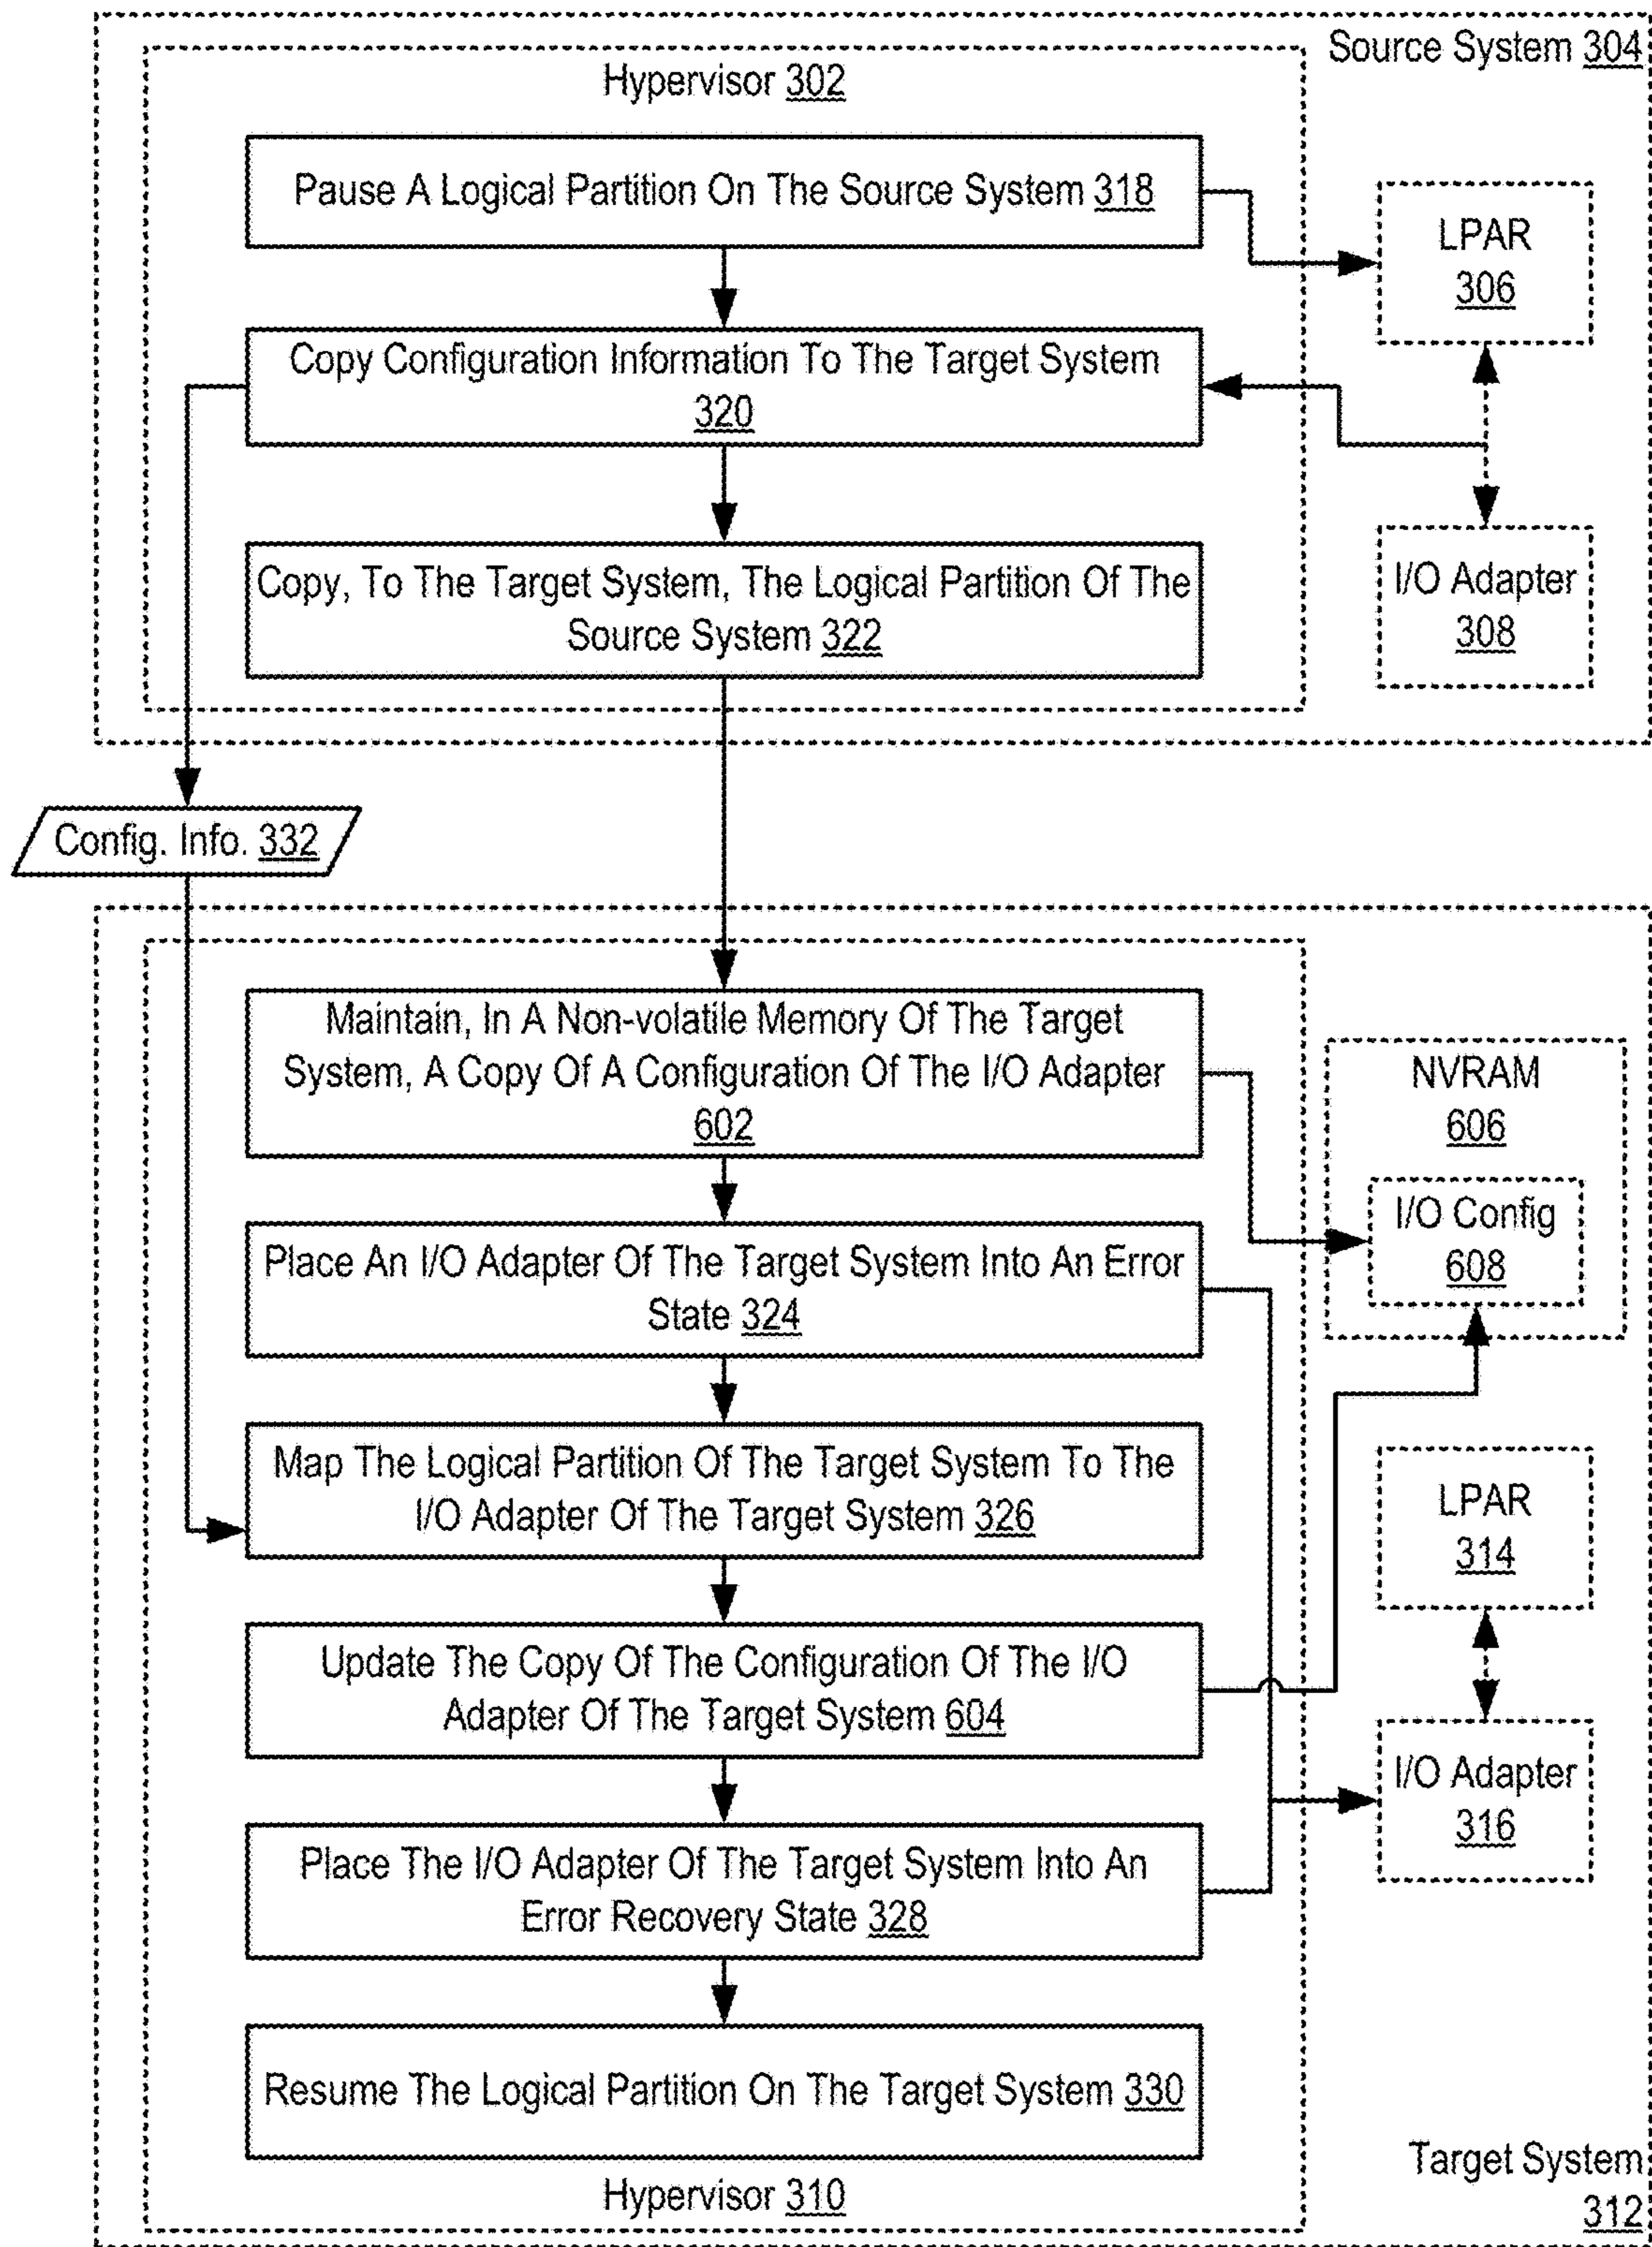 Source System 304
Hypervisor 302
Pause A Logical Partition On The Source System 318
LPAR
306
Copy Configuration Information To The Target System
320
Copy, To The Target System, The Logical Partition Of The
Source System 322
I/O Adapter
308
Config. Info. 332
Maintain, In A Non-volatile Memory Of The Target
System, A Copy Of A Configuration Of The I/O Adapter
602
NVRAM
606
I/O Config
608
Place An I/O Adapter Of The Target System Into An Error
State 324
Map The Logical Partition Of The Target System To The
I/O Adapter Of The Target System 326
LPAR
314
Update The Copy Of The Configuration Of The I/O
Adapter Of The Target System 604
I/O Adapter
316
Place The I/O Adapter Of The Target System Into An
Error Recovery State 328
Resume The Logical Partition On The Target System 330
Hypervisor 310
Target System
312